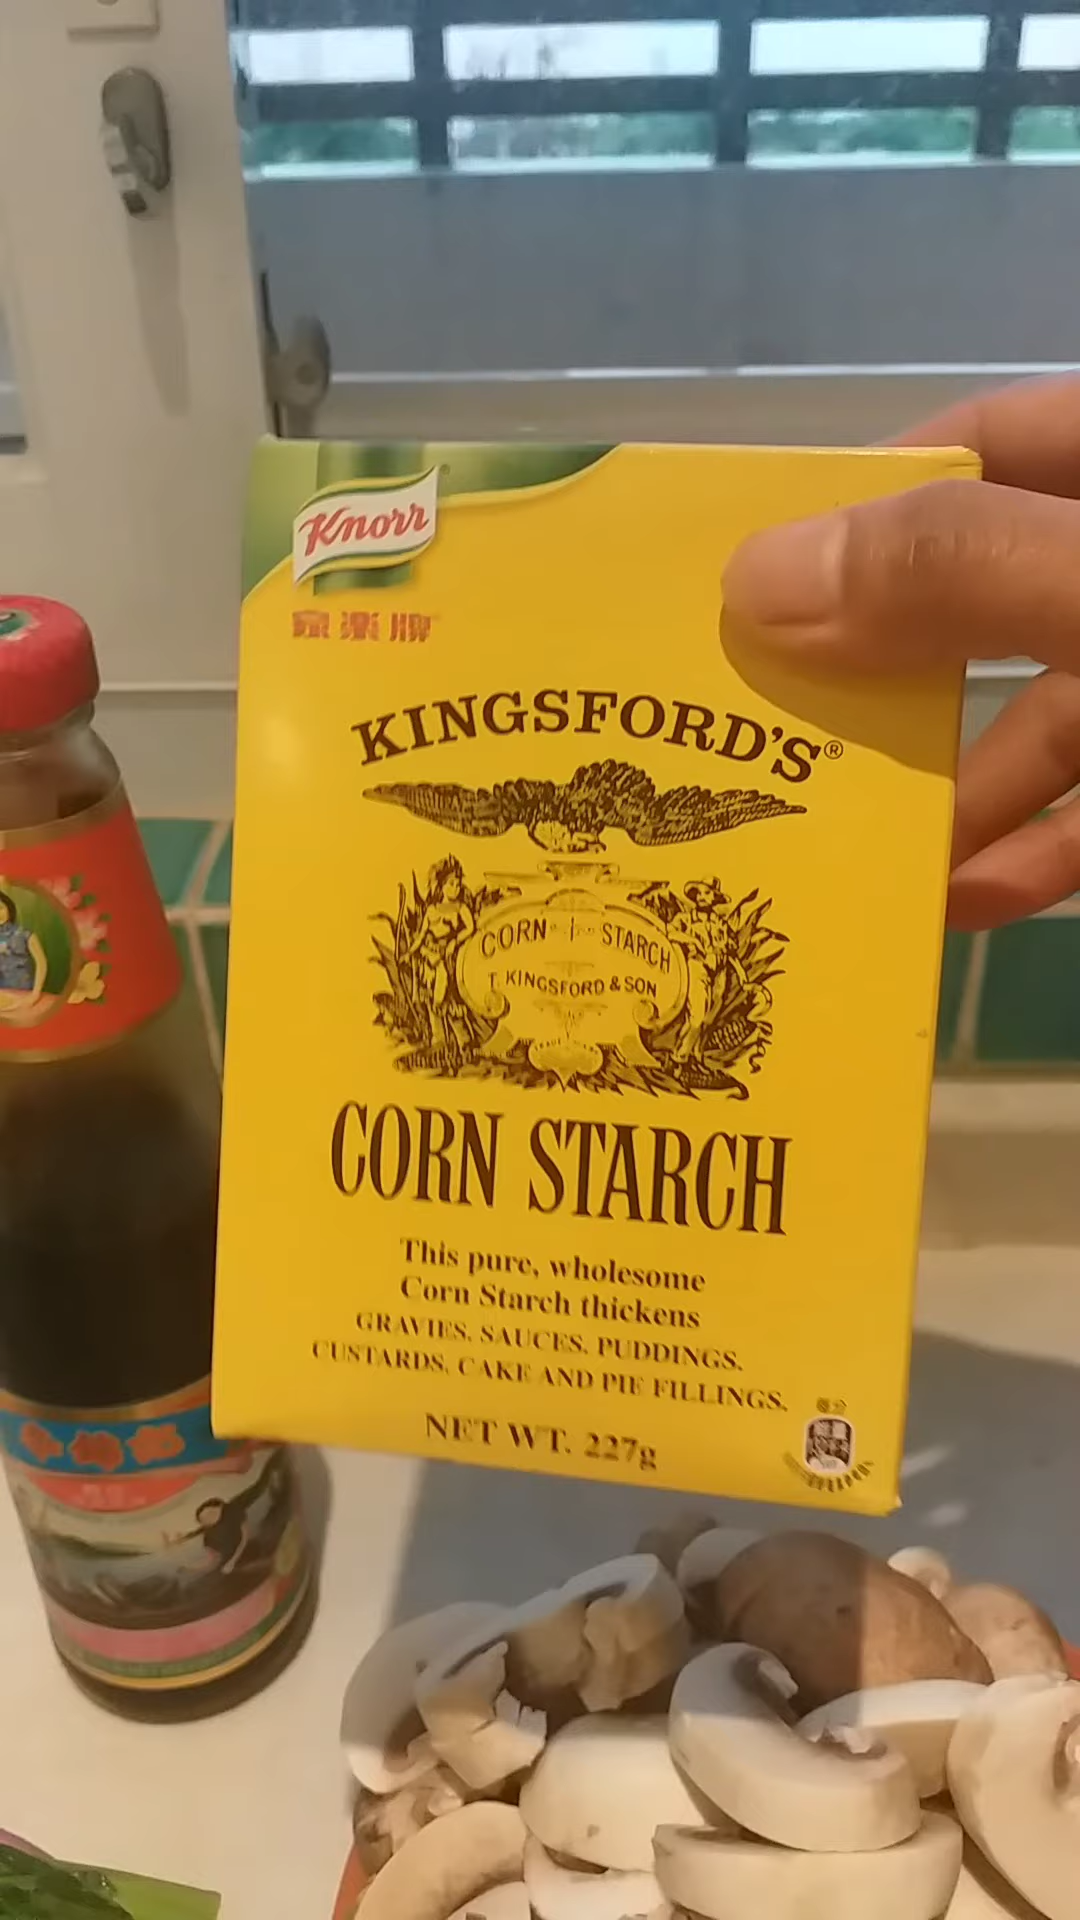 Knorr
家樂牌
KINGSFORD'S®
CORN STARCH
T. KINGSFORD & SON
CORN STARCH
This pure, wholesome
Corn Starch thickens
GRAVIES, SAUCES, PUDDINGS,
CUSTARDS, CAKE AND PIE FILLINGS.
NET WT. 227g